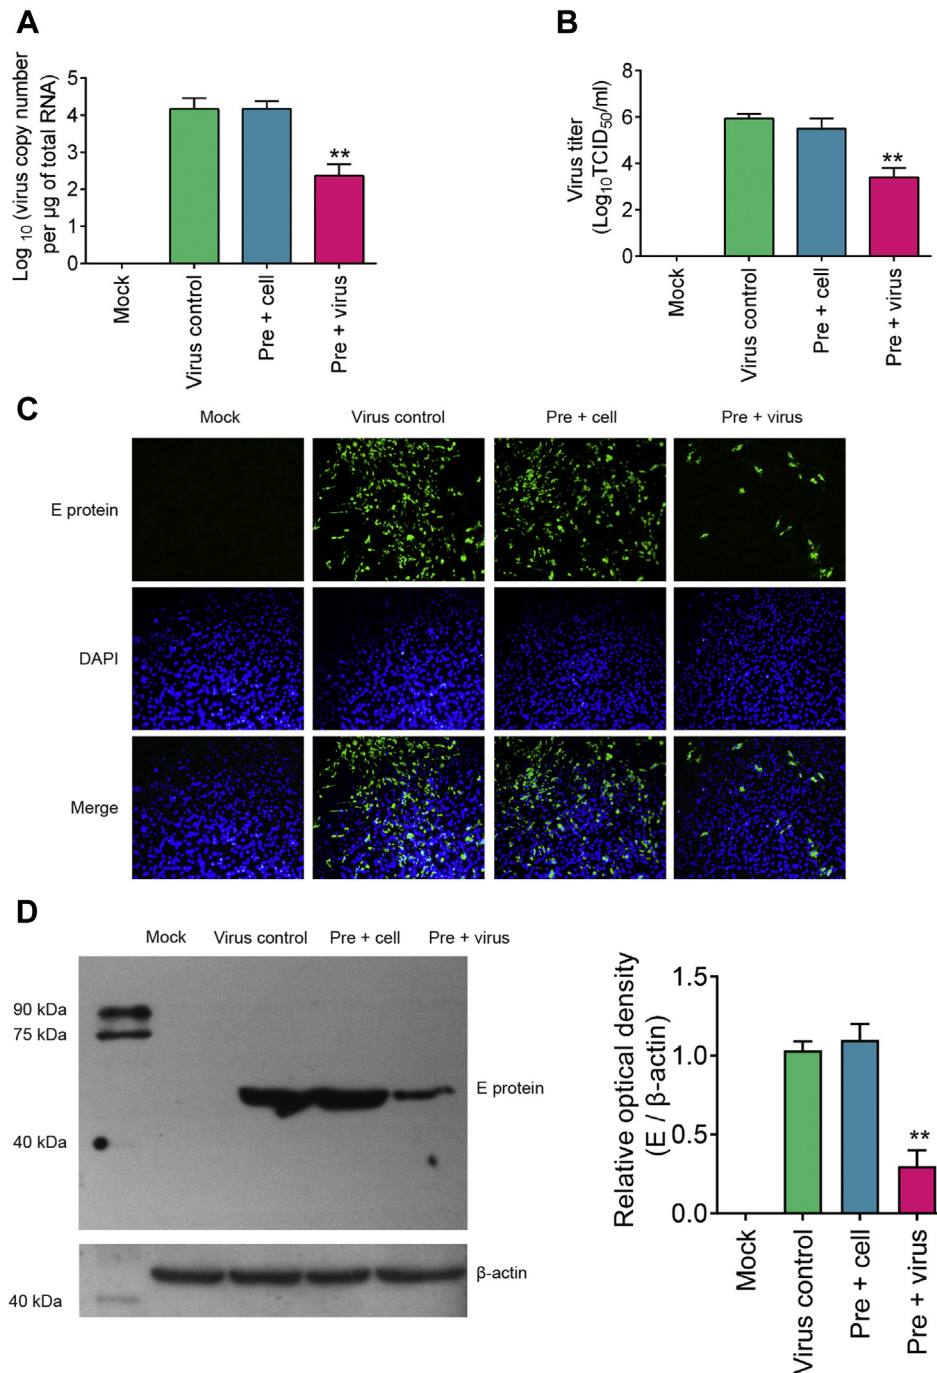 A
Log 10 (virus copy number
per µg of total RNA)
5
4
3
2
1
0
**
Mock
Virus control
Pre + cell
Pre + virus
B
Virus titer
(Log10TCID50/ml)
8
6
4
2
0
**
Mock
Virus control
Pre + cell
Pre + virus
C
Mock Virus control Pre + cell Pre + virus
E protein
DAPI
Merge
D
Mock Virus control Pre + cell Pre + virus
90 kDa
75 kDa
E protein
40 kDa
β-actin
40 kDa
Relative optical density
(E / β-actin)
1.5
1.0
0.5
0.0
**
Mock
Virus control
Pre + cell
Pre + virus